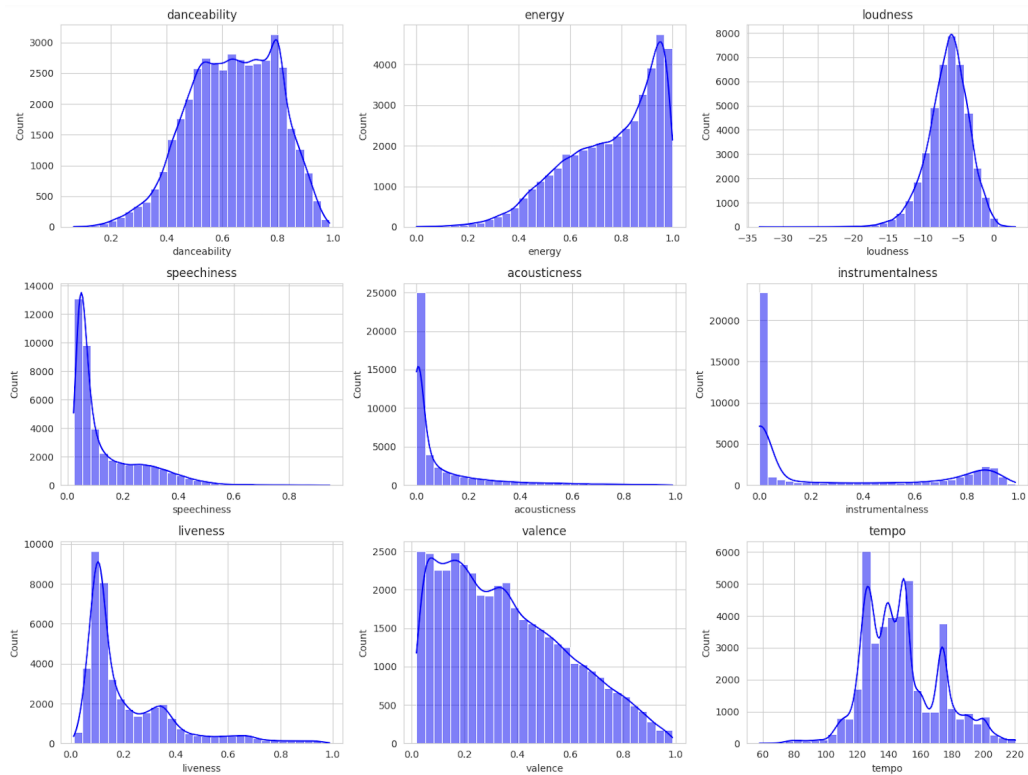 danceability
energy
loudness
Count
3000
2500
2000
1500
1000
500
0
0.2 0.4 0.6 0.8 1.0
danceability
Count
4000
3000
2000
1000
0
0.0 0.2 0.4 0.6 0.8 1.0
energy
Count
8000
7000
6000
5000
4000
3000
2000
1000
0
−35 −30 −25 −20 −15 −10 −5 0
loudness
speechiness
acousticness
instrumentalness
Count
14000
12000
10000
8000
6000
4000
2000
0
0.0 0.2 0.4 0.6 0.8
speechiness
Count
25000
20000
15000
10000
5000
0
0.0 0.2 0.4 0.6 0.8 1.0
acousticness
Count
20000
15000
10000
5000
0
0.0 0.2 0.4 0.6 0.8 1.0
instrumentalness
liveness
valence
tempo
Count
10000
8000
6000
4000
2000
0
0.0 0.2 0.4 0.6 0.8 1.0
liveness
Count
2500
2000
1500
1000
500
0
0.0 0.2 0.4 0.6 0.8 1.0
valence
Count
6000
5000
4000
3000
2000
1000
0
60 80 100 120 140 160 180 200 220
tempo